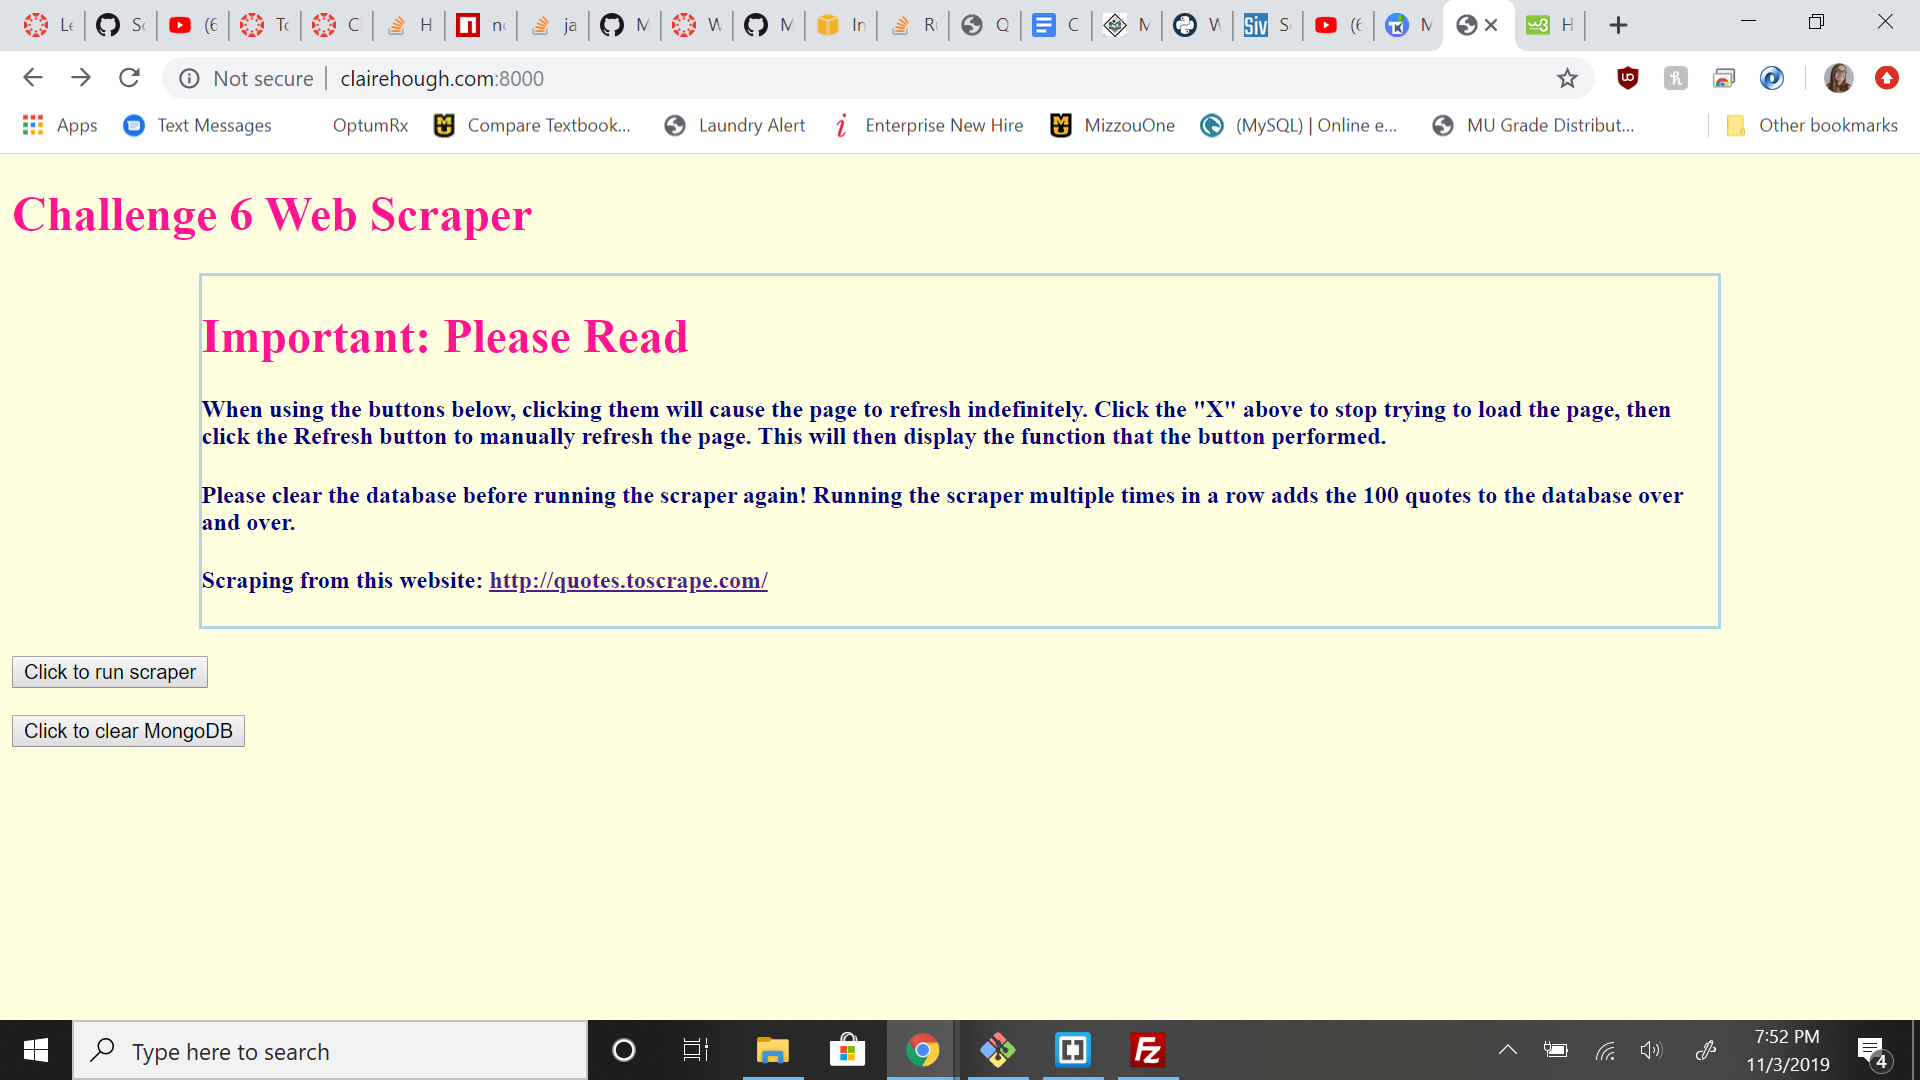 Not secure clairehough.com:8000
Apps Text Messages OptumRx Compare Textbook... Laundry Alert Enterprise New Hire MizzouOne (MySQL) | Online e... MU Grade Distribut... Other bookmarks
Challenge 6 Web Scraper
Important: Please Read
When using the buttons below, clicking them will cause the page to refresh indefinitely. Click the "X" above to stop trying to load the page, then
click the Refresh button to manually refresh the page. This will then display the function that the button performed.
Please clear the database before running the scraper again! Running the scraper multiple times in a row adds the 100 quotes to the database over
and over.
Scraping from this website: http://quotes.toscrape.com/
Click to run scraper
Click to clear MongoDB
Type here to search
7:52 PM
11/3/2019
4